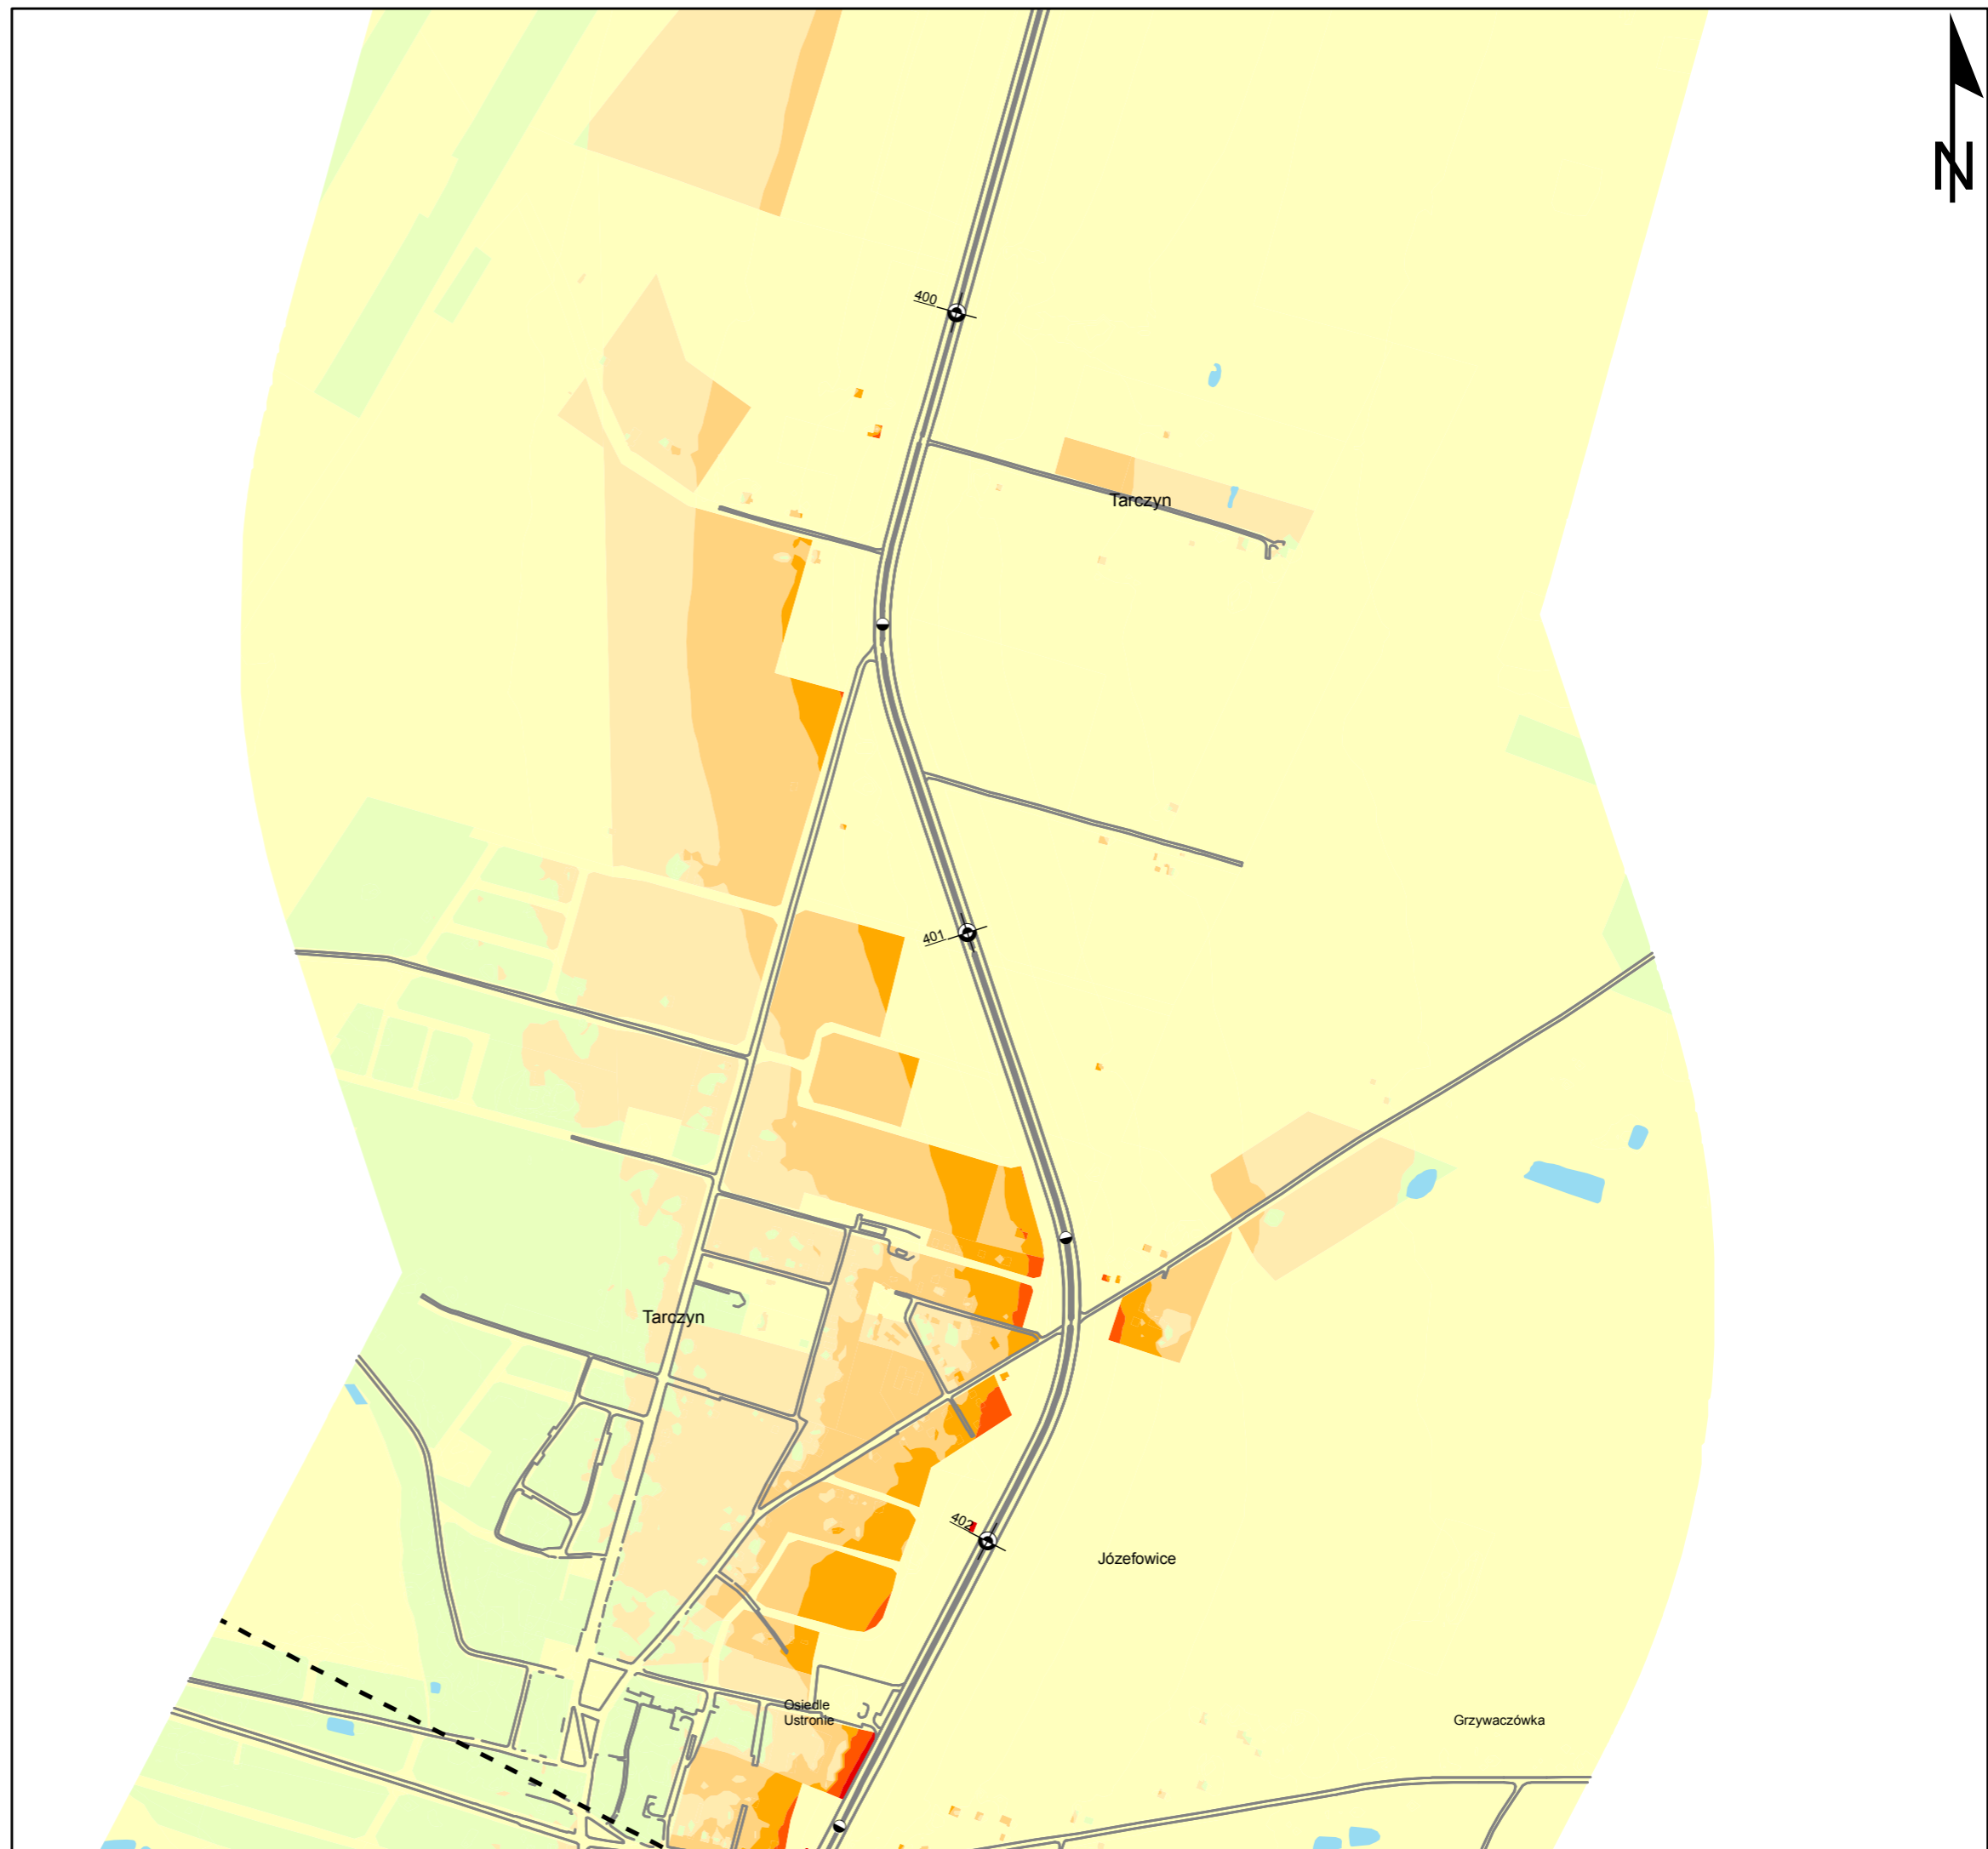 N
400
Tarczyn
401
Tarczyn
402
Józefowice
Osiedle
Ustronie
Grzywaczówka